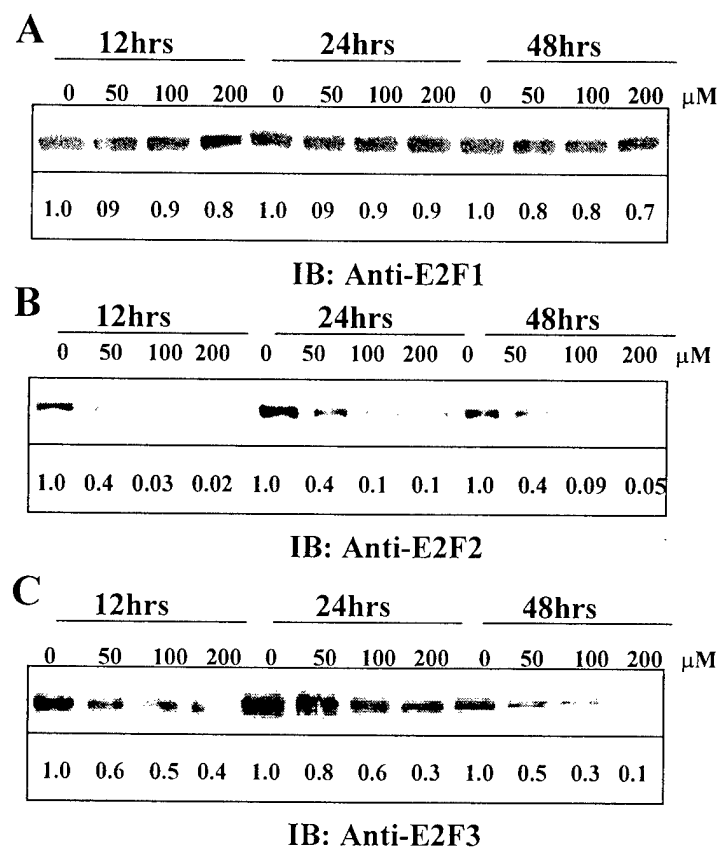 A
12hrs 24hrs 48hrs
0 50 100 200 0 50 100 200 0 50 100 200 μM
1.0 09 0.9 0.8 1.0 09 0.9 0.9 1.0 0.8 0.8 0.7
IB: Anti-E2F1
B
12hrs 24hrs 48hrs
0 50 100 200 0 50 100 200 0 50 100 200 μM
1.0 0.4 0.03 0.02 1.0 0.4 0.1 0.1 1.0 0.4 0.09 0.05
IB: Anti-E2F2
C
12hrs 24hrs 48hrs
0 50 100 200 0 50 100 200 0 50 100 200 μM
1.0 0.6 0.5 0.4 1.0 0.8 0.6 0.3 1.0 0.5 0.3 0.1
IB: Anti-E2F3